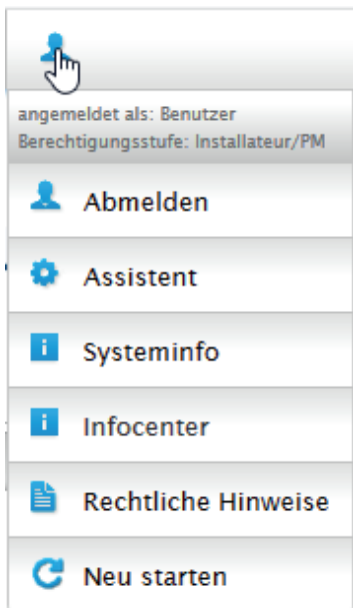 angemeldet als: Benutzer
Berechtigungsstufe: Installateur/PM
Abmelden
Assistent
Systeminfo
Infocenter
Rechtliche Hinweise
Neu starten